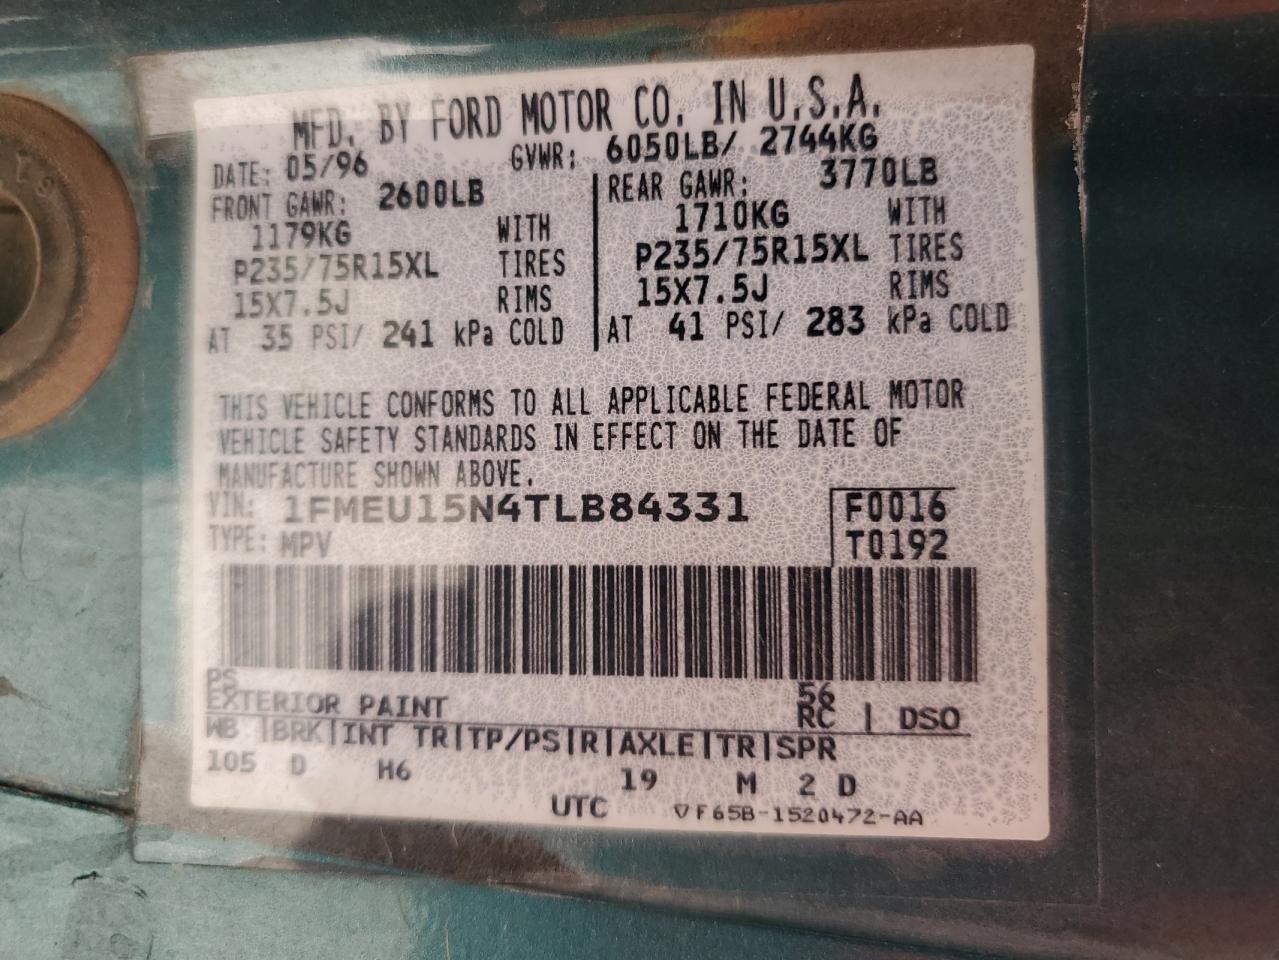 MFD. BY FORD MOTOR CO. IN U.S.A.
DATE: 05/96 GVWR: 6050LB/ 2744KG
FRONT GAWR: 2600LB
1179KG WITH
P235/75R15XL TIRES
15X7.5J RIMS
AT 35 PSI/ 241 kPa COLD
REAR GAWR: 3770LB
1710KG WITH
P235/75R15XL TIRES
15X7.5J RIMS
AT 41 PSI/ 283 kPa COLD
THIS VEHICLE CONFORMS TO ALL APPLICABLE FEDERAL MOTOR
VEHICLE SAFETY STANDARDS IN EFFECT ON THE DATE OF
MANUFACTURE SHOWN ABOVE.
VIN: 1FMEU15N4TLB84331 F0016
TYPE: MPV T0192
PS 56
EXTERIOR PAINT RC | DSO
WB |BRK|INT TR|TP/PS|R|AXLE|TR|SPR
105 D H6 19 M 2 D
UTC ▽F65B-1520472-AA